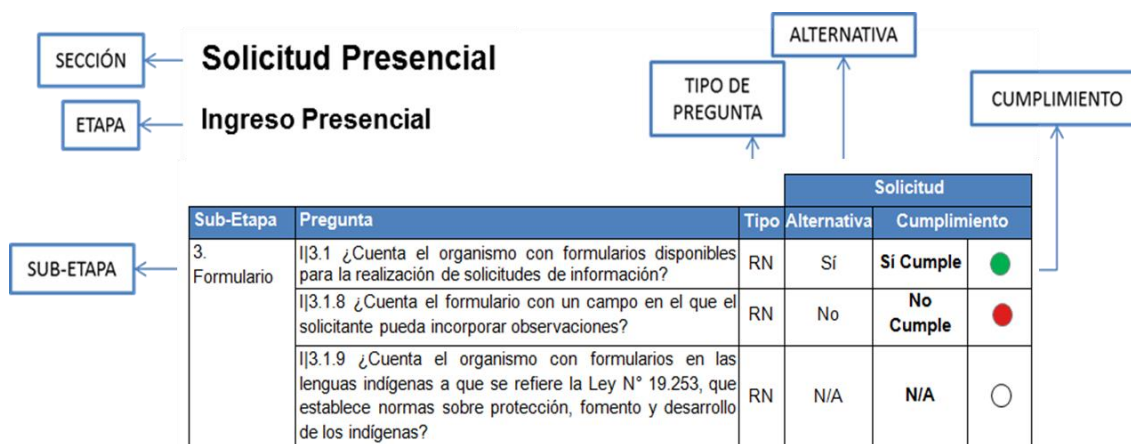 ALTERNATIVA
SECCIÓN
Solicitud Presencial
TIPO DE
PREGUNTA
CUMPLIMIENTO
ETAPA
Ingreso Presencial
Solicitud
Sub-Etapa Pregunta Tipo Alternativa Cumplimiento
SUB-ETAPA
3.
Formulario
I|3.1 ¿Cuenta el organismo con formularios disponibles
para la realización de solicitudes de información?
RN Sí Sí Cumple
I|3.1.8 ¿Cuenta el formulario con un campo en el que el
solicitante pueda incorporar observaciones?
RN No No
Cumple
I|3.1.9 ¿Cuenta el organismo con formularios en las
lenguas indígenas a que se refiere la Ley N° 19.253, que
establece normas sobre protección, fomento y desarrollo
de los indígenas?
RN N/A N/A